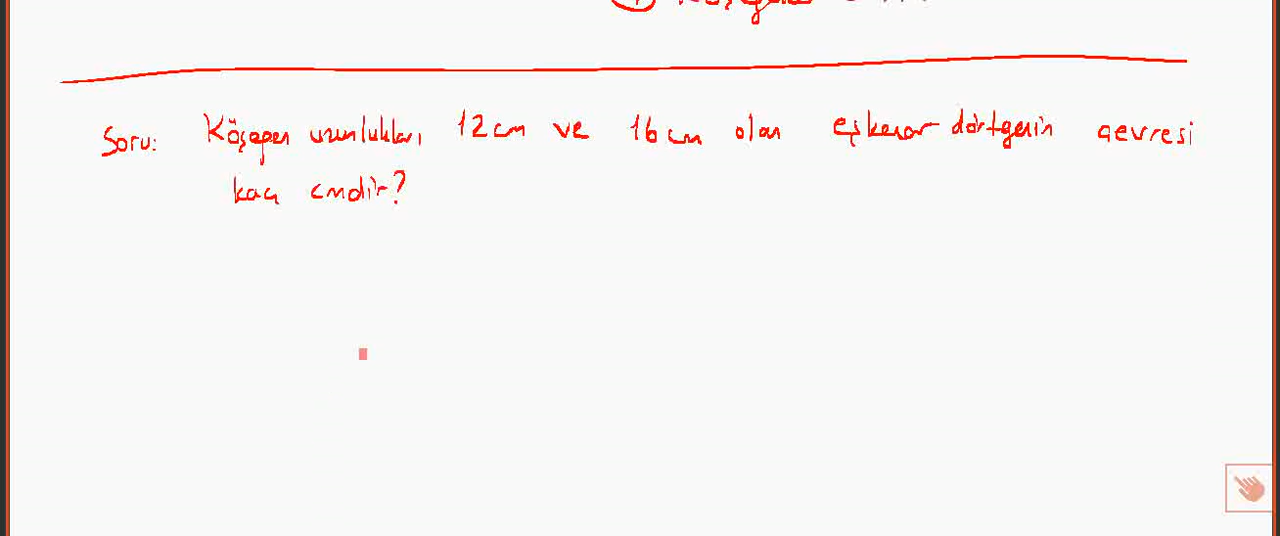 Soru: Köşegen uzunlukları 12cm ve 16cm olan eşkenar dörtgenin çevresi
kaç cmdir?